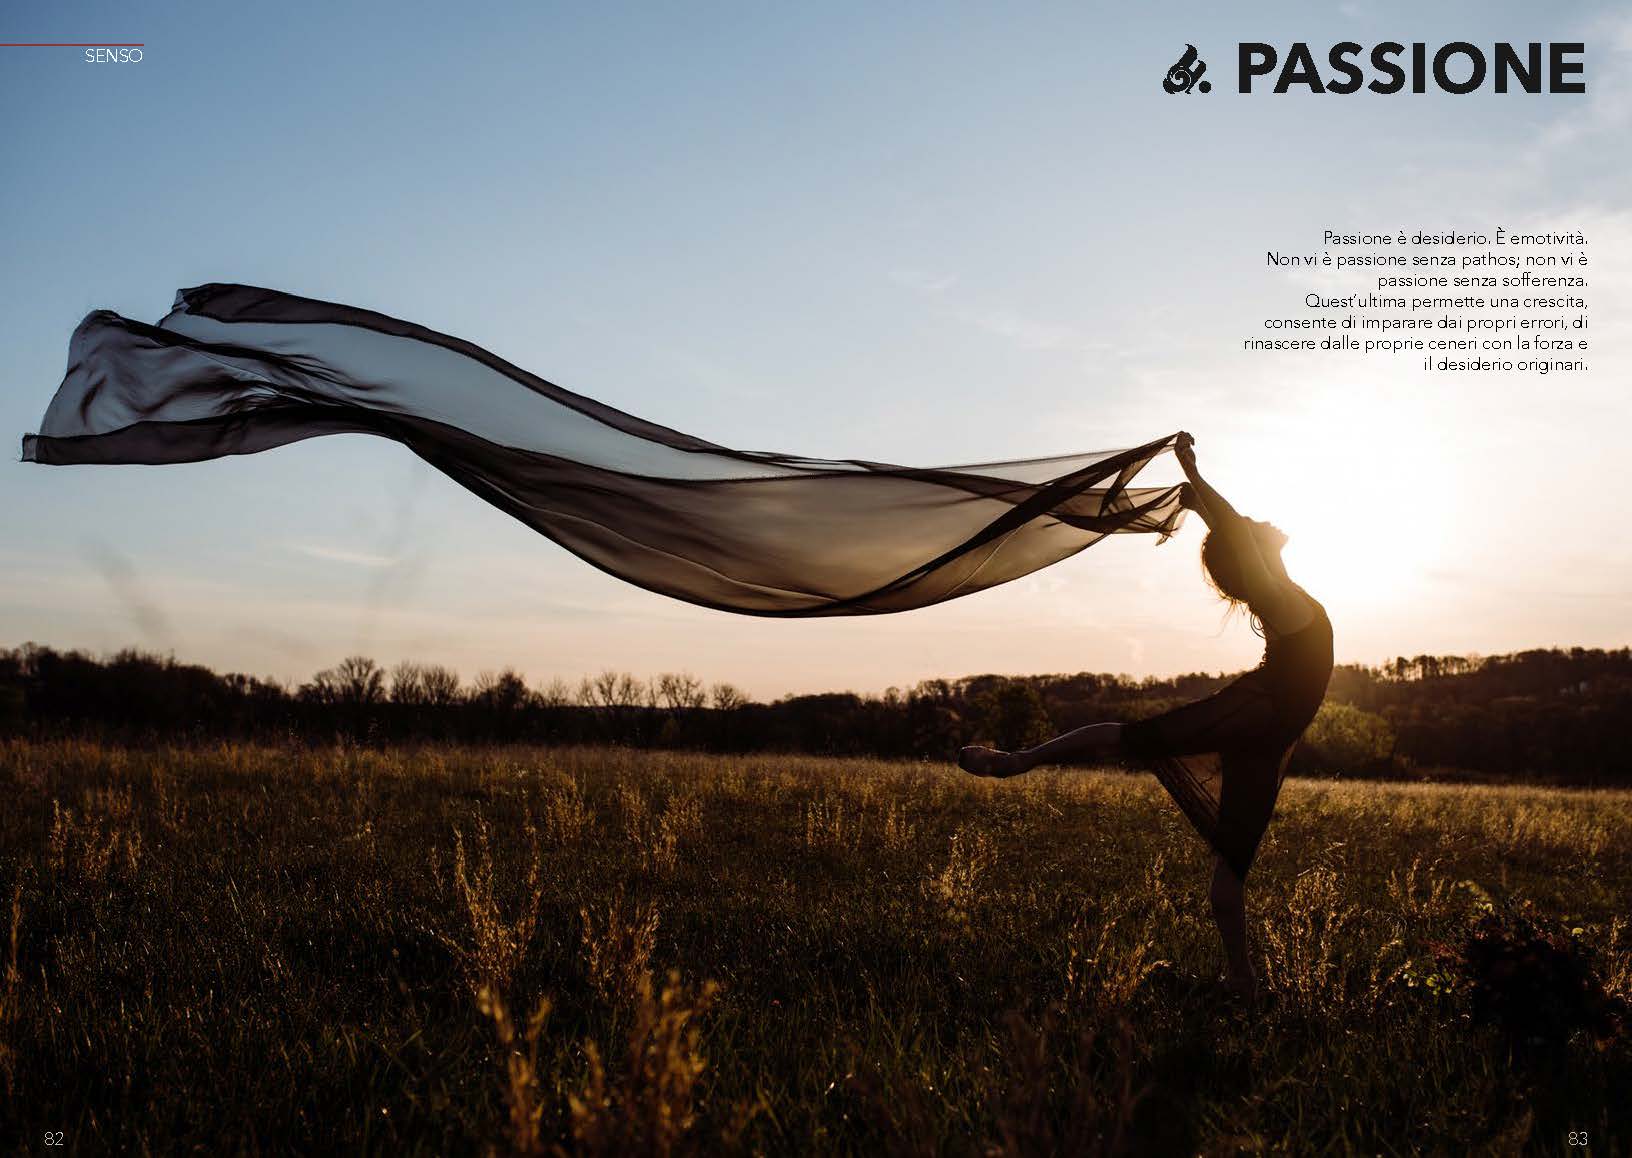 SENSO
PASSIONE
Passione è desiderio. È emotività.
Non vi è passione senza pathos; non vi è
passione senza sofferenza.
Quest'ultima permette una crescita,
consente di imparare dai propri errori, di
rinascere dalle proprie ceneri con la forza e
il desiderio originari.
82
83